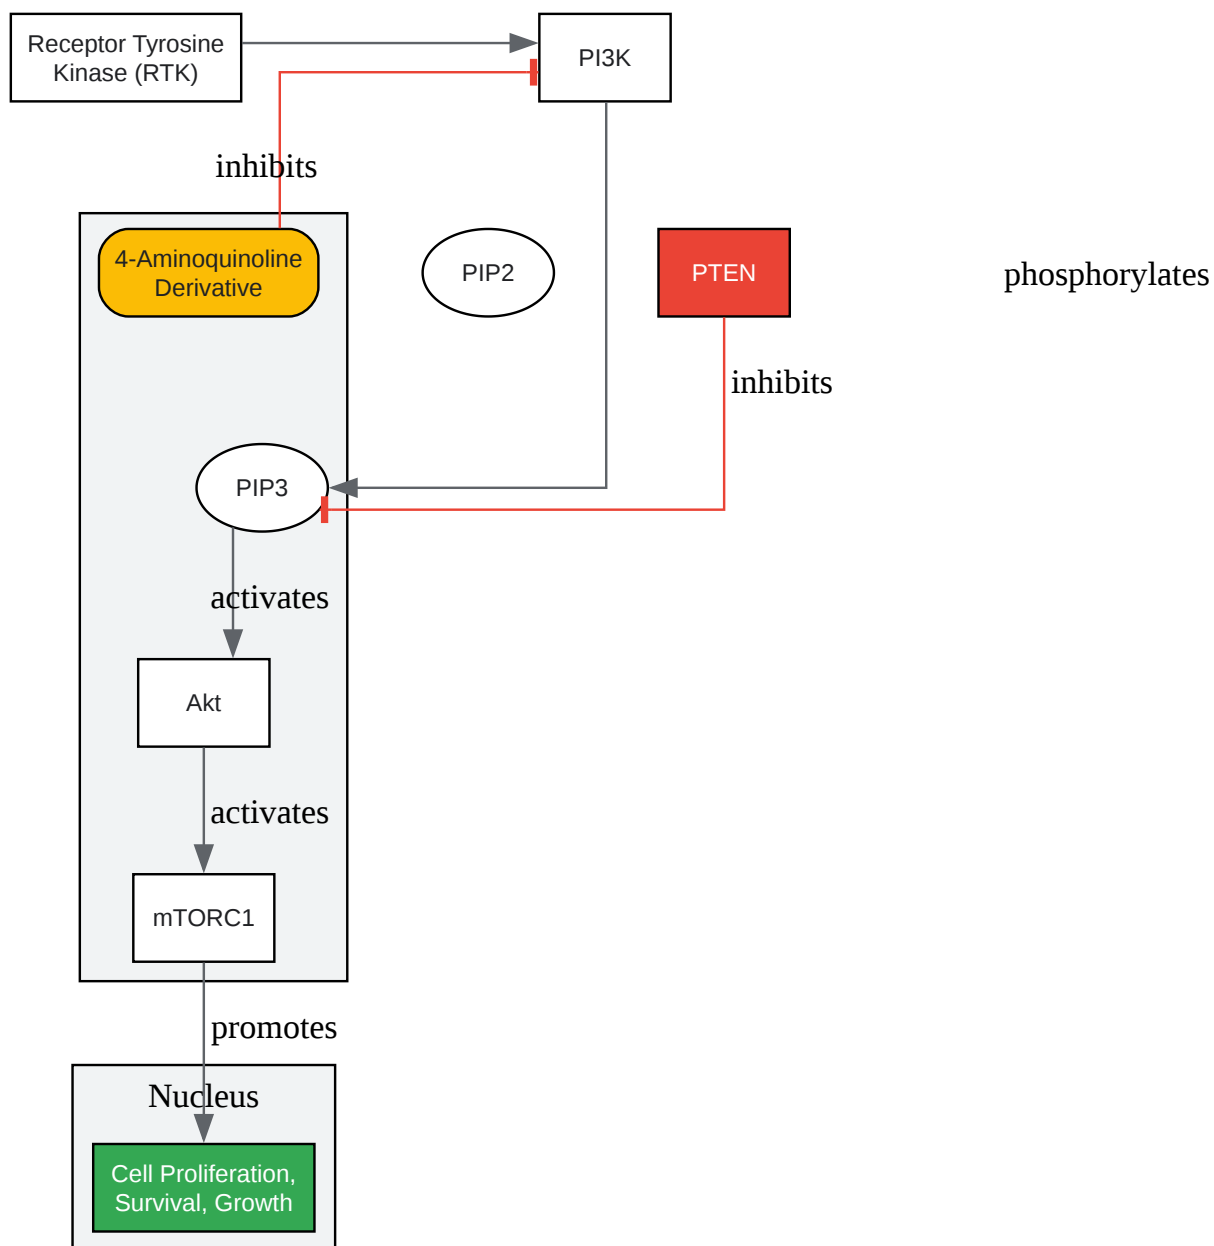 Receptor Tyrosine
Kinase (RTK)
PI3K
inhibits
4-Aminoquinoline
Derivative
PIP2
PTEN
phosphorylates
inhibits
PIP3
activates
Akt
activates
mTORC1
promotes
Nucleus
Cell Proliferation,
Survival, Growth